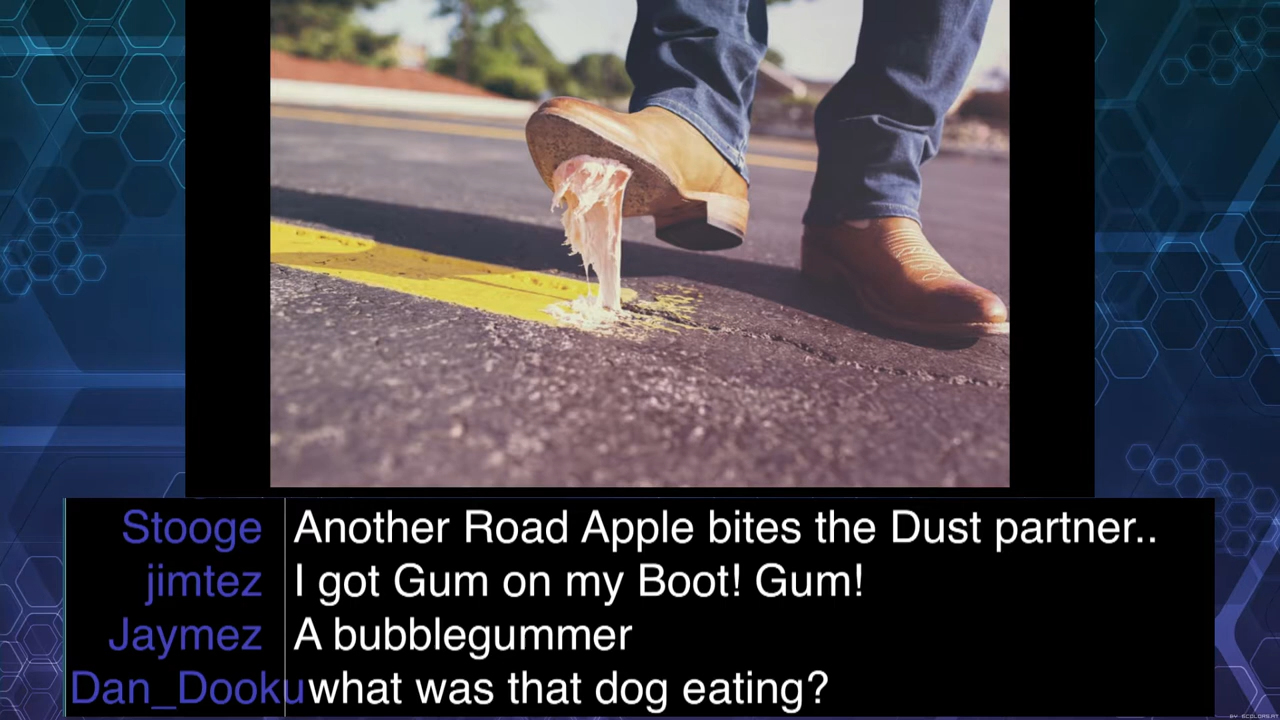 Stooge Another Road Apple bites the Dust partner..
jimtez I got Gum on my Boot! Gum!
Jaymez A bubblegummer
Dan_Dooku what was that dog eating?